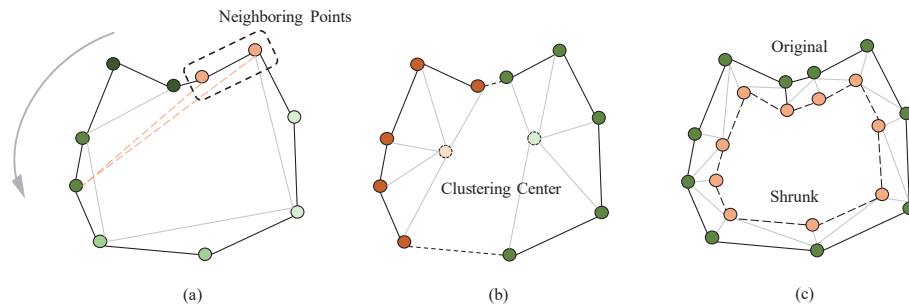 Neighboring Points
Original
Clustering Center
Shrunk
(a)
(b)
(c)